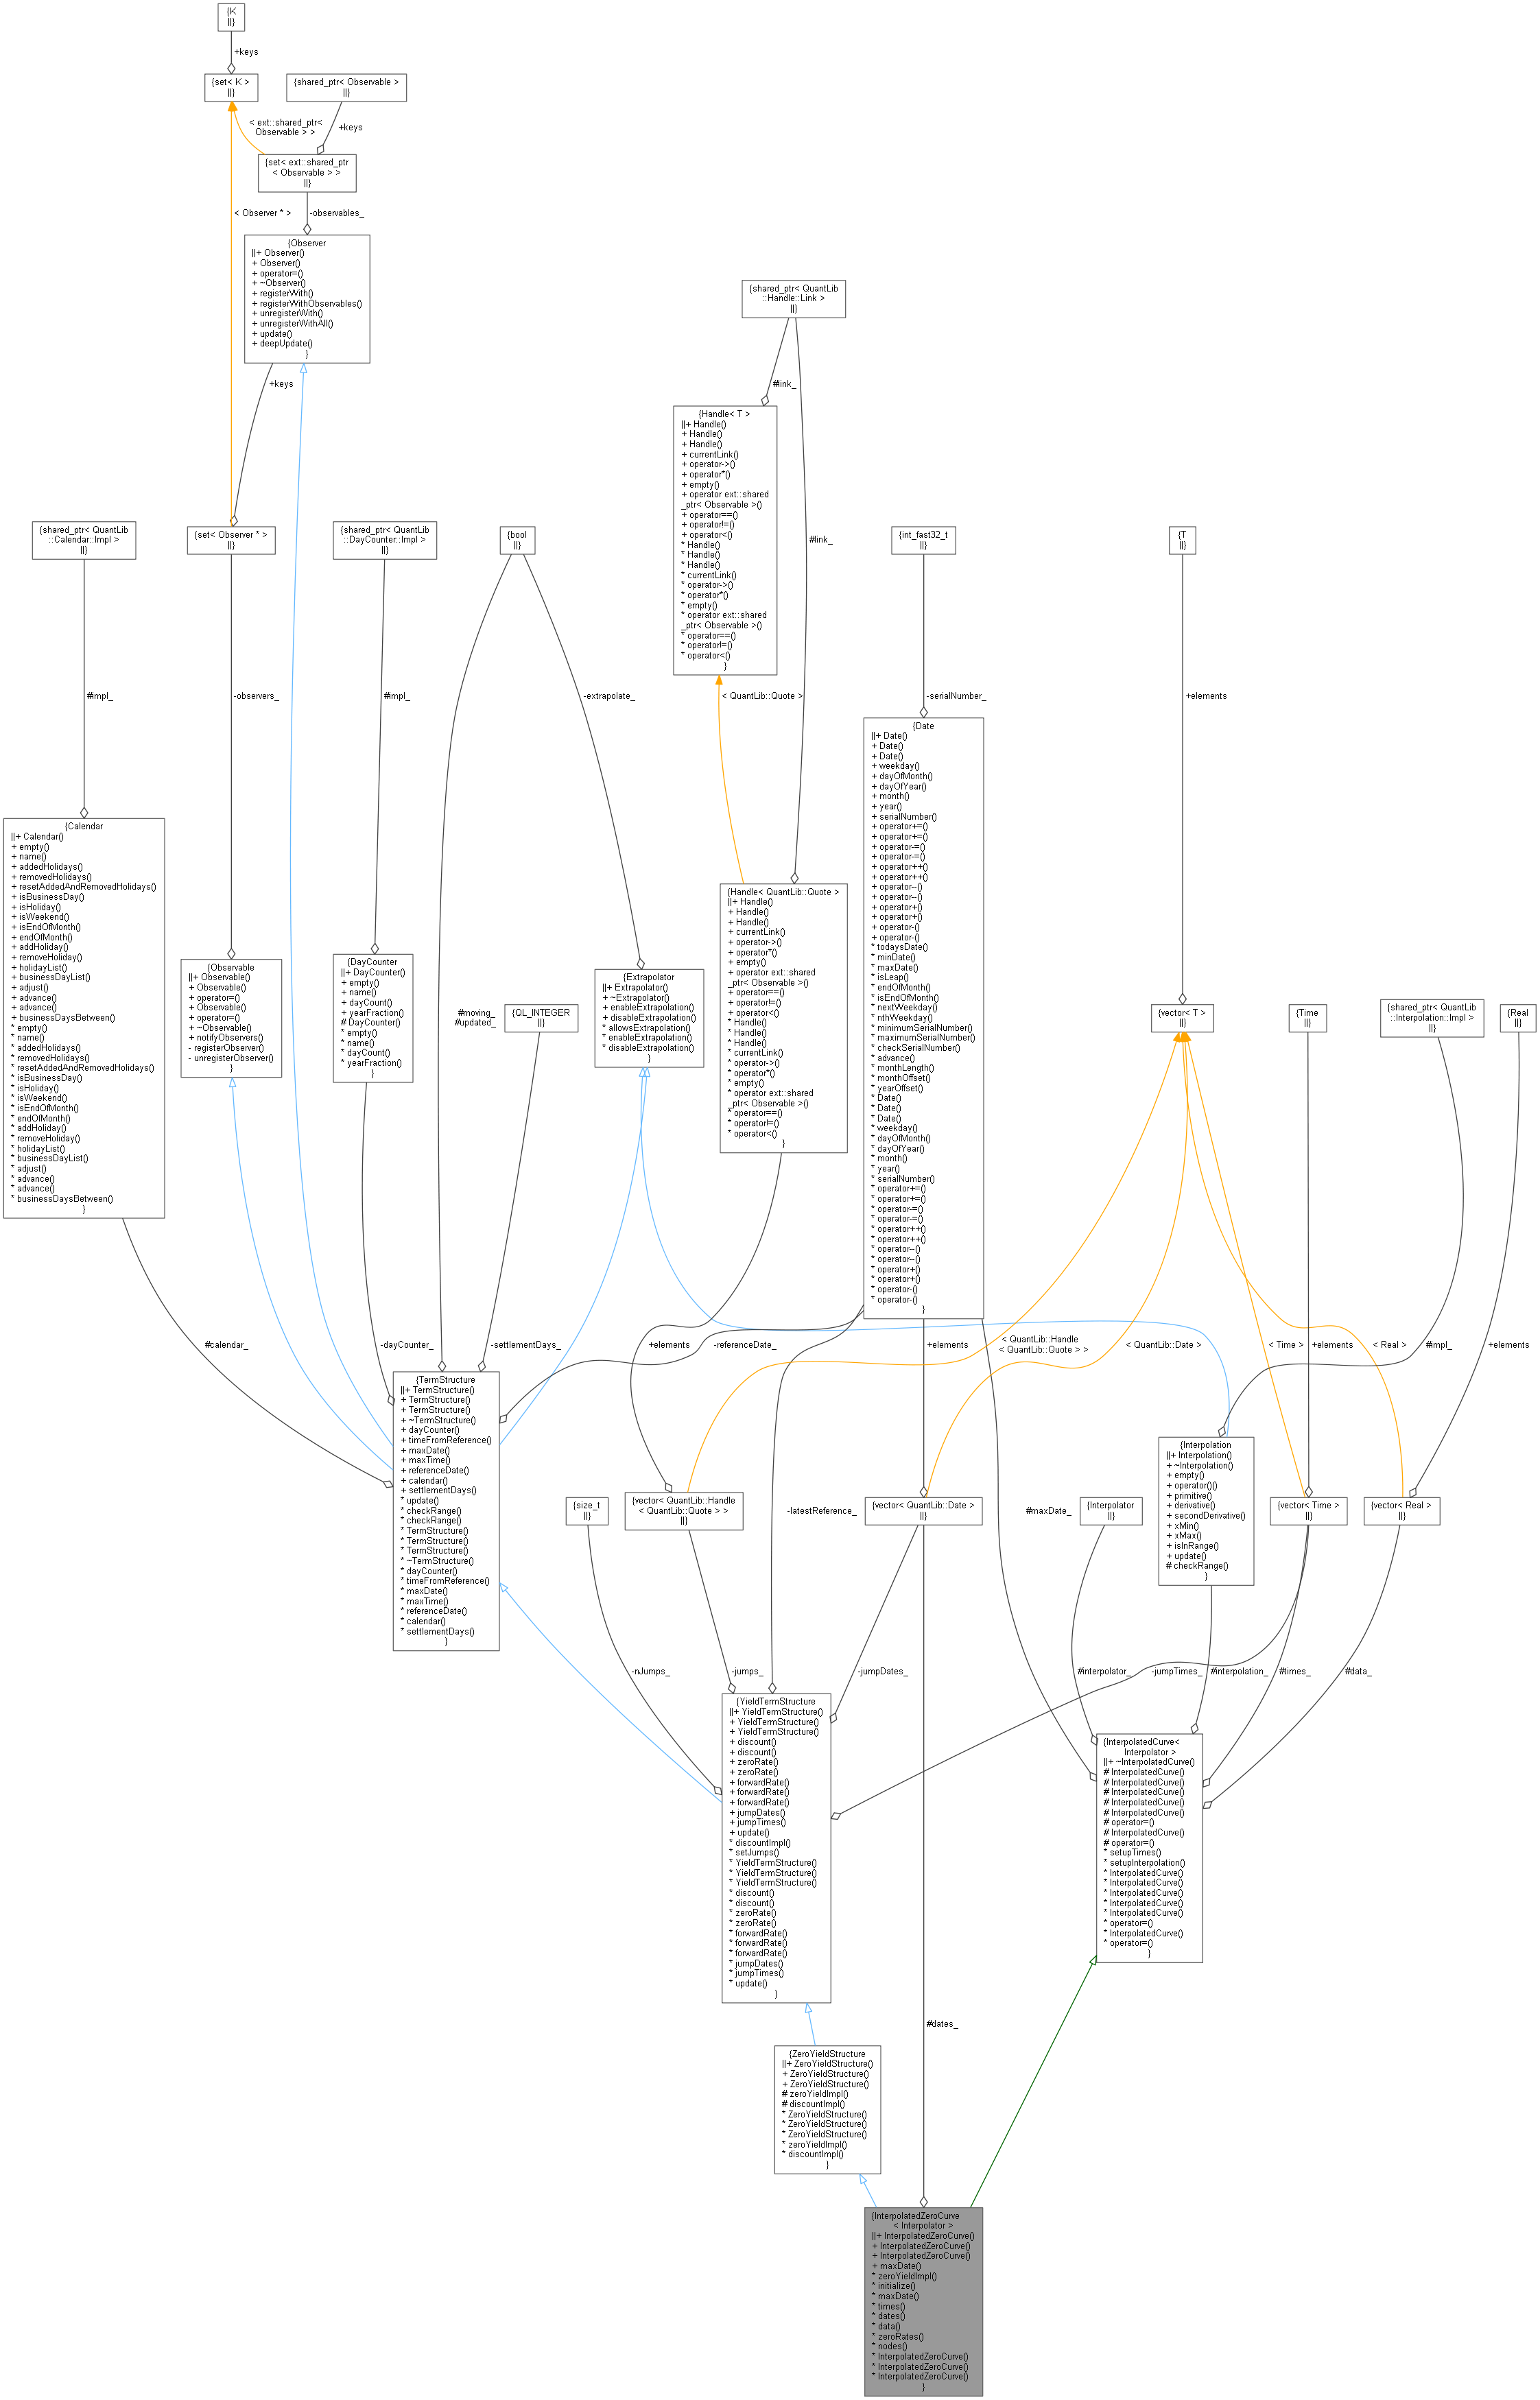 {K
||}
+keys
{set< K >
||}
{shared_ptr< Observable >
||}
< ext::shared_ptr<
Observable > >
+keys
{set< ext::shared_ptr
< Observable > >
||}
< Observer * >
-observables_
{Observer
||+ Observer()
+ Observer()
+ operator=()
+ ~Observer()
+ registerWith()
+ registerWithObservables()
+ unregisterWith()
+ unregisterWithAll()
+ update()
+ deepUpdate()
}
{shared_ptr< QuantLib
::Handle::Link >
||}
+keys
#link_
{Handle< T >
||+ Handle()
+ Handle()
+ Handle()
+ currentLink()
+ operator->()
+ operator*()
+ empty()
+ operator ext::shared
_ptr< Observable >()
+ operator==()
+ operator!=()
+ operator<()
* Handle()
* Handle()
* Handle()
* currentLink()
* operator->()
* operator*()
* empty()
* operator ext::shared
_ptr< Observable >()
* operator==()
* operator!=()
* operator<()
}
{shared_ptr< QuantLib
::Calendar::Impl >
||}
{set< Observer * >
||}
{shared_ptr< QuantLib
::DayCounter::Impl >
||}
{bool
||}
#link_
{int_fast32_t
||}
{T
||}
#impl_
-observers_
#impl_
-extrapolate_
< QuantLib::Quote >
-serialNumber_
+elements
{Calendar
||+ Calendar()
+ empty()
+ name()
+ addedHolidays()
+ removedHolidays()
+ resetAddedAndRemovedHolidays()
+ isBusinessDay()
+ isHoliday()
+ isWeekend()
+ isEndOfMonth()
+ endOfMonth()
+ addHoliday()
+ removeHoliday()
+ holidayList()
+ businessDayList()
+ adjust()
+ advance()
+ advance()
+ businessDaysBetween()
* empty()
* name()
* addedHolidays()
* removedHolidays()
* resetAddedAndRemovedHolidays()
* isBusinessDay()
* isHoliday()
* isWeekend()
* isEndOfMonth()
* endOfMonth()
* addHoliday()
* removeHoliday()
* holidayList()
* businessDayList()
* adjust()
* advance()
* advance()
* businessDaysBetween()
}
{Observable
||+ Observable()
+ Observable()
+ operator=()
+ Observable()
+ operator=()
+ ~Observable()
+ notifyObservers()
- registerObserver()
- unregisterObserver()
}
{DayCounter
||+ DayCounter()
+ empty()
+ name()
+ dayCount()
+ yearFraction()
# DayCounter()
* empty()
* name()
* dayCount()
* yearFraction()
}
#moving_
#updated_
{QL_INTEGER
||}
{Extrapolator
||+ Extrapolator()
+ ~Extrapolator()
+ enableExtrapolation()
+ disableExtrapolation()
* allowsExtrapolation()
* enableExtrapolation()
* disableExtrapolation()
}
{Handle< QuantLib::Quote >
||+ Handle()
+ Handle()
+ Handle()
+ currentLink()
+ operator->()
+ operator*()
+ empty()
+ operator ext::shared
_ptr< Observable >()
+ operator==()
+ operator!=()
+ operator<()
* Handle()
* Handle()
* Handle()
* currentLink()
* operator->()
* operator*()
* empty()
* operator ext::shared
_ptr< Observable >()
* operator==()
* operator!=()
* operator<()
}
{Date
||+ Date()
+ Date()
+ Date()
+ weekday()
+ dayOfMonth()
+ dayOfYear()
+ month()
+ year()
+ serialNumber()
+ operator+=()
+ operator+=()
+ operator-=()
+ operator-=()
+ operator++()
+ operator++()
+ operator--()
+ operator--()
+ operator+()
+ operator+()
+ operator-()
+ operator-()
* todaysDate()
* minDate()
* maxDate()
* isLeap()
* endOfMonth()
* isEndOfMonth()
* nextWeekday()
* nthWeekday()
* minimumSerialNumber()
* maximumSerialNumber()
* checkSerialNumber()
* advance()
* monthLength()
* monthOffset()
* yearOffset()
* Date()
* Date()
* Date()
* weekday()
* dayOfMonth()
* dayOfYear()
* month()
* year()
* serialNumber()
* operator+=()
* operator+=()
* operator-=()
* operator-=()
* operator++()
* operator++()
* operator--()
* operator--()
* operator+()
* operator+()
* operator-()
* operator-()
}
{vector< T >
||}
{Time
||}
{shared_ptr< QuantLib
::Interpolation::Impl >
||}
{Real
||}
#calendar_
-dayCounter_
-settlementDays_
+elements
-referenceDate_
+elements
< QuantLib::Handle
< QuantLib::Quote > >
< QuantLib::Date >
< Time >
+elements
< Real >
#impl_
+elements
{TermStructure
||+ TermStructure()
+ TermStructure()
+ TermStructure()
+ ~TermStructure()
+ dayCounter()
+ timeFromReference()
+ maxDate()
+ maxTime()
+ referenceDate()
+ calendar()
+ settlementDays()
* update()
* checkRange()
* checkRange()
* TermStructure()
* TermStructure()
* TermStructure()
* ~TermStructure()
* dayCounter()
* timeFromReference()
* maxDate()
* maxTime()
* referenceDate()
* calendar()
* settlementDays()
}
{size_t
||}
{vector< QuantLib::Handle
< QuantLib::Quote > >
||}
-latestReference_
{vector< QuantLib::Date >
||}
#maxDate_
{Interpolator
||}
{Interpolation
||+ Interpolation()
+ ~Interpolation()
+ empty()
+ operator()()
+ primitive()
+ derivative()
+ secondDerivative()
+ xMin()
+ xMax()
+ isInRange()
+ update()
# checkRange()
}
{vector< Time >
||}
{vector< Real >
||}
-nJumps_
-jumps_
-jumpDates_
#interpolator_
-jumpTimes_
#interpolation_
#times_
#data_
{YieldTermStructure
||+ YieldTermStructure()
+ YieldTermStructure()
+ YieldTermStructure()
+ discount()
+ discount()
+ zeroRate()
+ zeroRate()
+ forwardRate()
+ forwardRate()
+ forwardRate()
+ jumpDates()
+ jumpTimes()
+ update()
* discountImpl()
* setJumps()
* YieldTermStructure()
* YieldTermStructure()
* YieldTermStructure()
* discount()
* discount()
* zeroRate()
* zeroRate()
* forwardRate()
* forwardRate()
* forwardRate()
* jumpDates()
* jumpTimes()
* update()
}
{InterpolatedCurve<
Interpolator >
||+ ~InterpolatedCurve()
# InterpolatedCurve()
# InterpolatedCurve()
# InterpolatedCurve()
# InterpolatedCurve()
# InterpolatedCurve()
# operator=()
# InterpolatedCurve()
# operator=()
* setupTimes()
* setupInterpolation()
* InterpolatedCurve()
* InterpolatedCurve()
* InterpolatedCurve()
* InterpolatedCurve()
* InterpolatedCurve()
* operator=()
* InterpolatedCurve()
* operator=()
}
#dates_
{ZeroYieldStructure
||+ ZeroYieldStructure()
+ ZeroYieldStructure()
+ ZeroYieldStructure()
# zeroYieldImpl()
# discountImpl()
* ZeroYieldStructure()
* ZeroYieldStructure()
* ZeroYieldStructure()
* zeroYieldImpl()
* discountImpl()
}
{InterpolatedZeroCurve
< Interpolator >
||+ InterpolatedZeroCurve()
+ InterpolatedZeroCurve()
+ InterpolatedZeroCurve()
+ maxDate()
* zeroYieldImpl()
* initialize()
* maxDate()
* times()
* dates()
* data()
* zeroRates()
* nodes()
* InterpolatedZeroCurve()
* InterpolatedZeroCurve()
* InterpolatedZeroCurve()
}